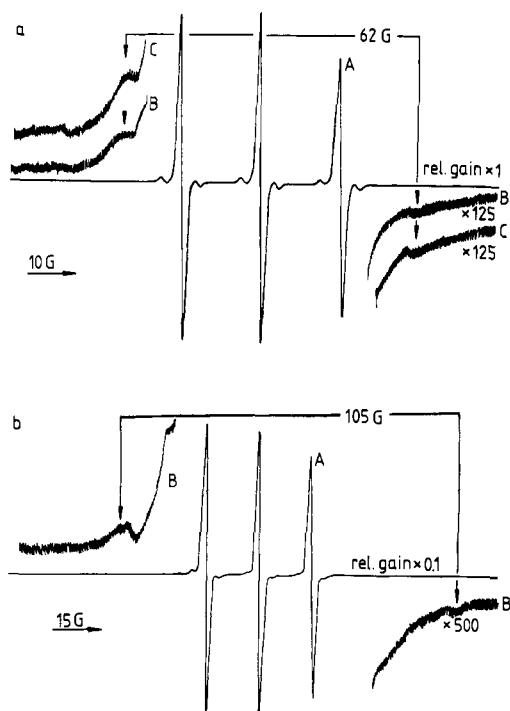 a
62 G
C
B
A
rel. gain ×1
B
×125
C
×125
10 G
b
105 G
B
A
rel. gain × 0.1
B
×500
15 G